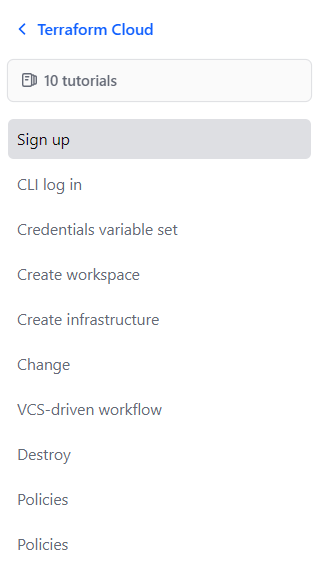 Terraform Cloud
10 tutorials
Sign up
CLI log in
Credentials variable set
Create workspace
Create infrastructure
Change
VCS-driven workflow
Destroy
Policies
Policies